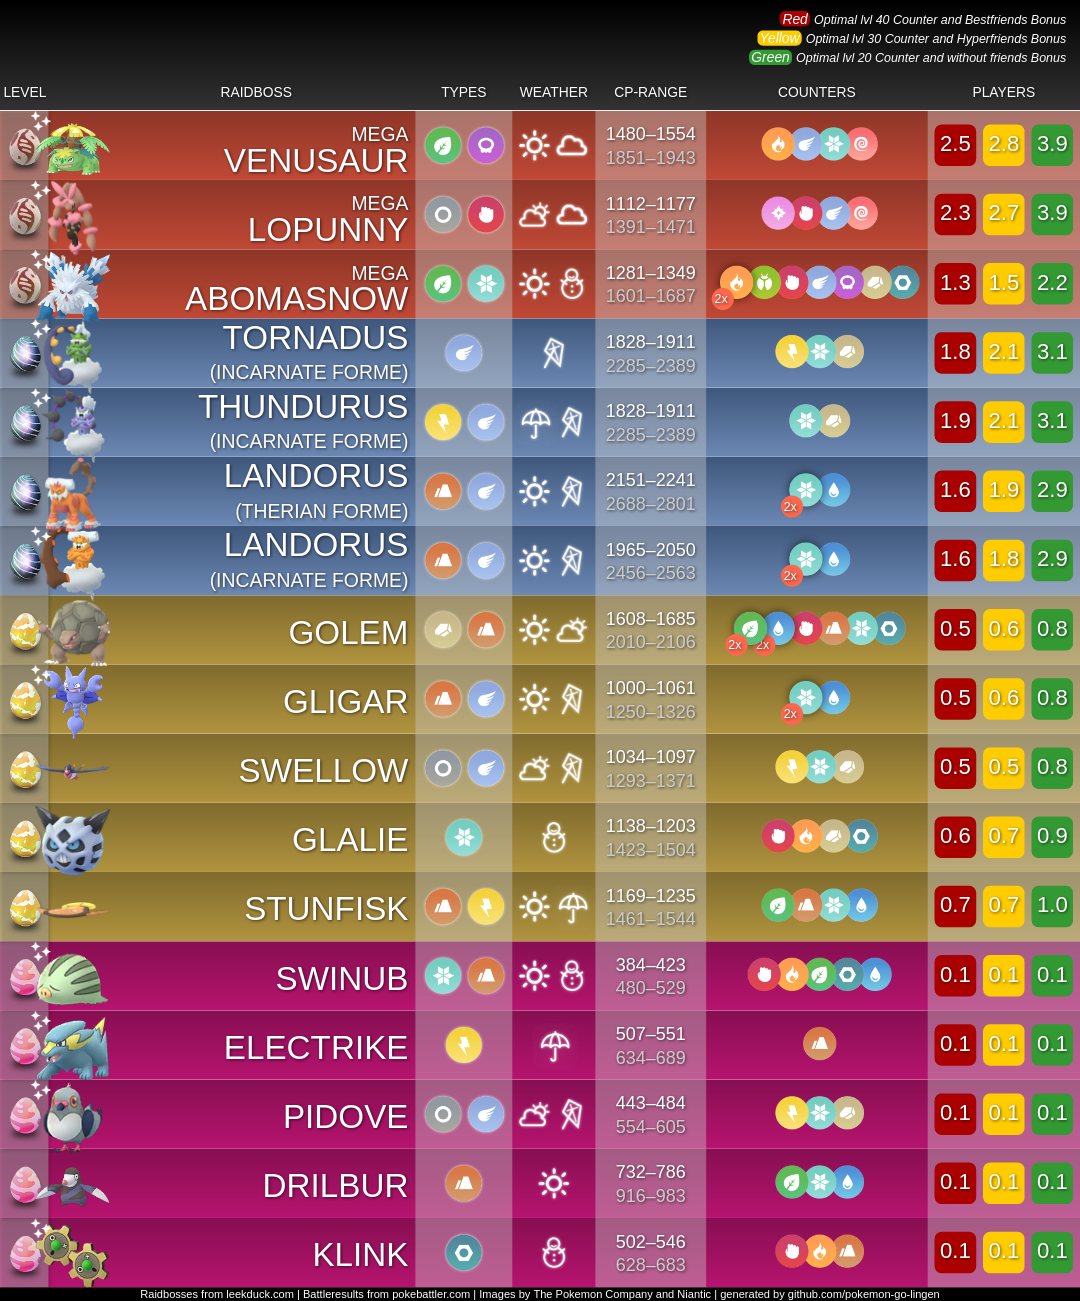 Red Optimal lvl 40 Counter and Bestfriends Bonus
Yellow Optimal lvl 30 Counter and Hyperfriends Bonus
Green Optimal lvl 20 Counter and without friends Bonus
LEVEL RAIDBOSS TYPES WEATHER CP-RANGE COUNTERS PLAYERS
MEGA
VENUSAUR
1480–1554
1851–1943
2.5 2.8 3.9
MEGA
LOPUNNY
1112–1177
1391–1471
2.3 2.7 3.9
MEGA
ABOMASNOW
1281–1349
1601–1687
2x
1.3 1.5 2.2
TORNADUS
(INCARNATE FORME)
1828–1911
2285–2389
1.8 2.1 3.1
THUNDURUS
(INCARNATE FORME)
1828–1911
2285–2389
1.9 2.1 3.1
LANDORUS
(THERIAN FORME)
2151–2241
2688–2801
2x
1.6 1.9 2.9
LANDORUS
(INCARNATE FORME)
1965–2050
2456–2563
2x
1.6 1.8 2.9
GOLEM
1608–1685
2010–2106
2x 2x
0.5 0.6 0.8
GLIGAR
1000–1061
1250–1326
2x
0.5 0.6 0.8
SWELLOW
1034–1097
1293–1371
0.5 0.5 0.8
GLALIE
1138–1203
1423–1504
0.6 0.7 0.9
STUNFISK
1169–1235
1461–1544
0.7 0.7 1.0
SWINUB
384–423
480–529
0.1 0.1 0.1
ELECTRIKE
507–551
634–689
0.1 0.1 0.1
PIDOVE
443–484
554–605
0.1 0.1 0.1
DRILBUR
732–786
916–983
0.1 0.1 0.1
KLINK
502–546
628–683
0.1 0.1 0.1
Raidbosses from leekduck.com | Battleresults from pokebattler.com | Images by The Pokemon Company and Niantic | generated by github.com/pokemon-go-lingen